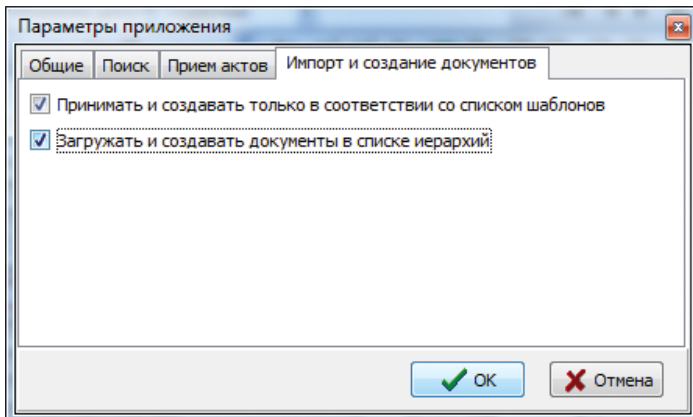 Параметры приложения
Общие Поиск Прием актов Импорт и создание документов
Принимать и создавать только в соответствии со списком шаблонов
Загружать и создавать документы в списке иерархий
ОК Отмена